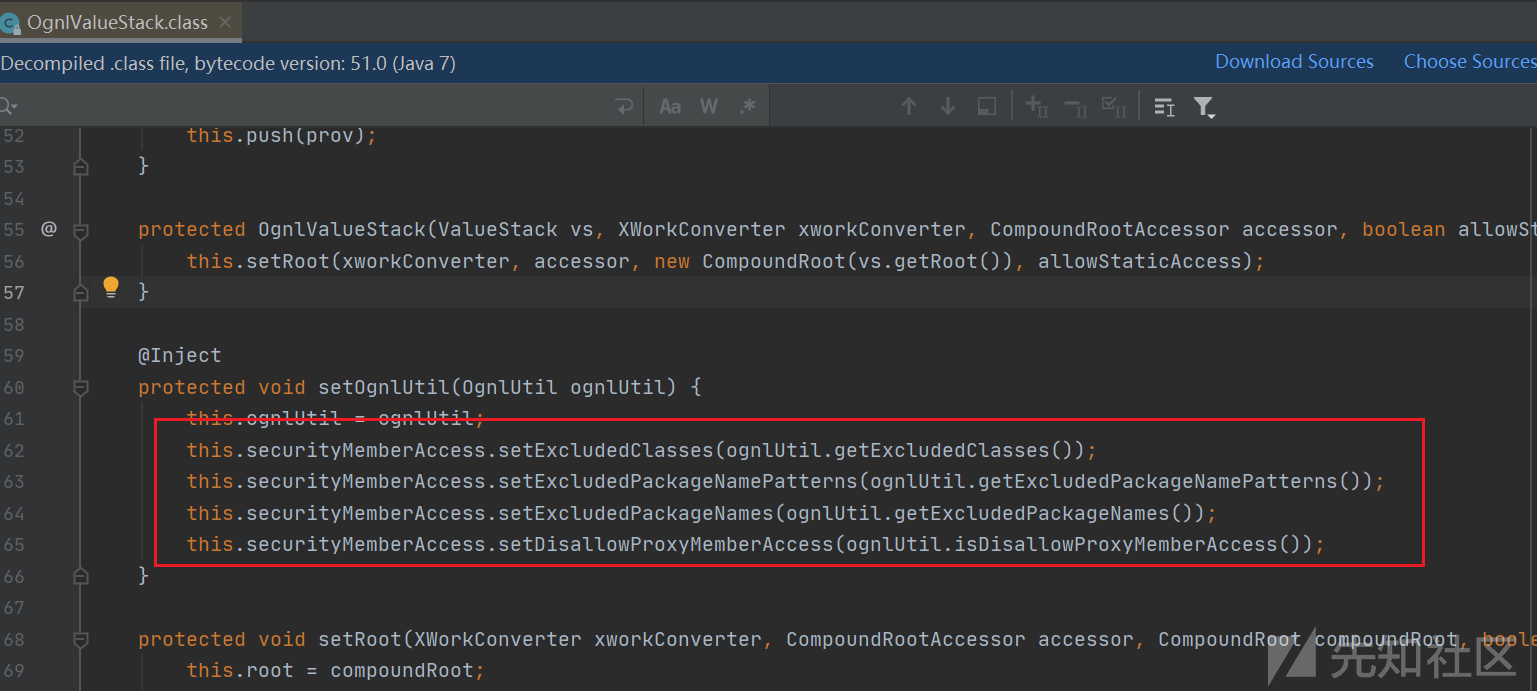 OgnlValueStack.class
Decompiled .class file, bytecode version: 51.0 (Java 7)
Download Sources
Choose Sources
Aa W .*
52 this.push(prov);
53 }
54
55 @ protected OgnlValueStack(ValueStack vs, XWorkConverter xworkConverter, CompoundRootAccessor accessor, boolean allowSt
56 this.setRoot(xworkConverter, accessor, new CompoundRoot(vs.getRoot()), allowStaticAccess);
57 }
58
59 @Inject
60 protected void setOgnlUtil(OgnlUtil ognlUtil) {
61 this.ognlUtil = ognlUtil;
62 this.securityMemberAccess.setExcludedClasses(ognlUtil.getExcludedClasses());
63 this.securityMemberAccess.setExcludedPackageNamePatterns(ognlUtil.getExcludedPackageNamePatterns());
64 this.securityMemberAccess.setExcludedPackageNames(ognlUtil.getExcludedPackageNames());
65 this.securityMemberAccess.setDisallowProxyMemberAccess(ognlUtil.isDisallowProxyMemberAccess());
66 }
67
68 protected void setRoot(XWorkConverter xworkConverter, CompoundRootAccessor accessor, CompoundRoot compoundRoot, boole
69 this.root = compoundRoot;
先知社区